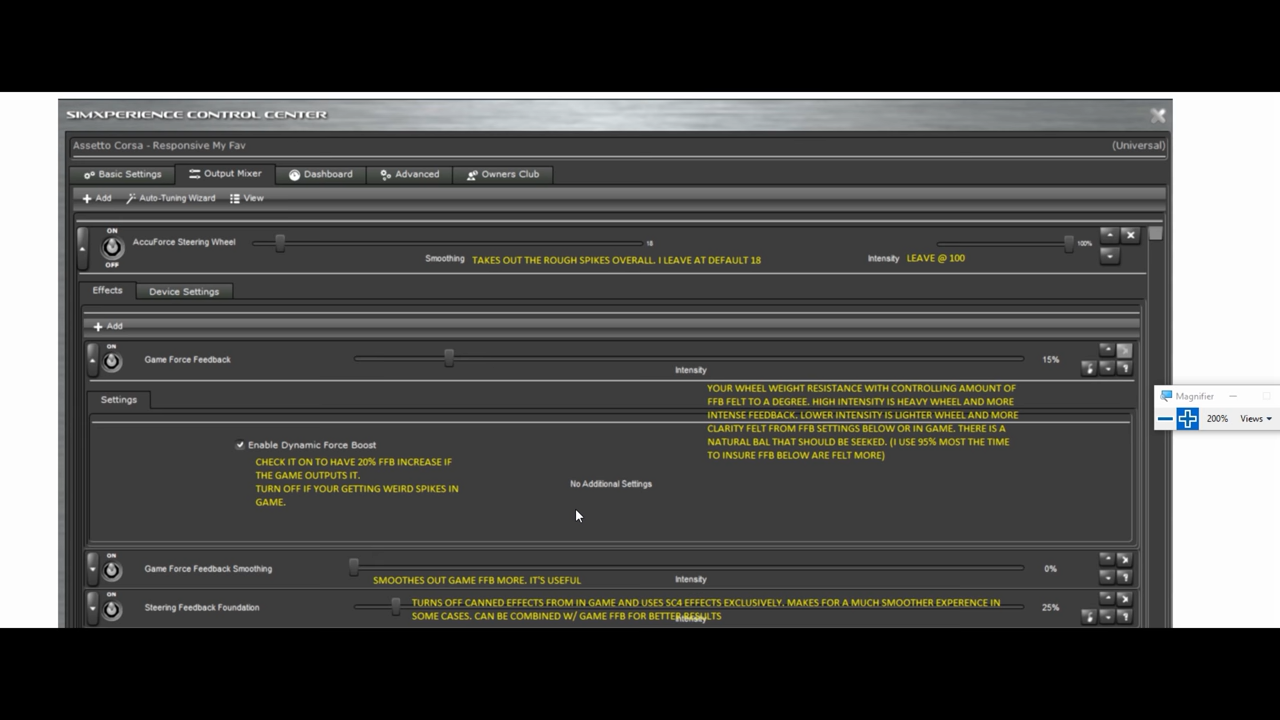 SIMXPERIENCE CONTROL CENTER
Assetto Corsa - Responsive My Fav (Universal)
Basic Settings Output Mixer Dashboard Advanced Owners Club
Add Auto-Tuning Wizard View
ON
AccuForce Steering Wheel 18 100%
OFF
Smoothing TAKES OUT THE ROUGH SPIKES OVERALL. I LEAVE AT DEFAULT 18 Intensity LEAVE @ 100
Effects Device Settings
Add
ON
Game Force Feedback 15%
Intensity
Settings
YOUR WHEEL WEIGHT RESISTANCE WITH CONTROLLING AMOUNT OF
FFB FELT TO A DEGREE. HIGH INTENSITY IS HEAVY WHEEL AND MORE
INTENSE FEEDBACK. LOWER INTENSITY IS LIGHTER WHEEL AND MORE
CLARITY FELT FROM FFB SETTINGS BELOW OR IN GAME. THERE IS A
NATURAL BAL THAT SHOULD BE SEEKED. (I USE 95% MOST THE TIME
TO INSURE FFB BELOW ARE FELT MORE)
Magnifier
200% Views
Enable Dynamic Force Boost
CHECK IT ON TO HAVE 20% FFB INCREASE IF
THE GAME OUTPUTS IT.
TURN OFF IF YOUR GETTING WEIRD SPIKES IN
GAME.
No Additional Settings
ON
Game Force Feedback Smoothing 0%
SMOOTHES OUT GAME FFB MORE. IT'S USEFUL Intensity
ON
Steering Feedback Foundation 25%
TURNS OFF CANNED EFFECTS FROM IN GAME AND USES SC4 EFFECTS EXCLUSIVELY. MAKES FOR A MUCH SMOOTHER EXPERENCE IN
SOME CASES. CAN BE COMBINED W/ GAME FFB FOR BETTER RESULTS
Intensity